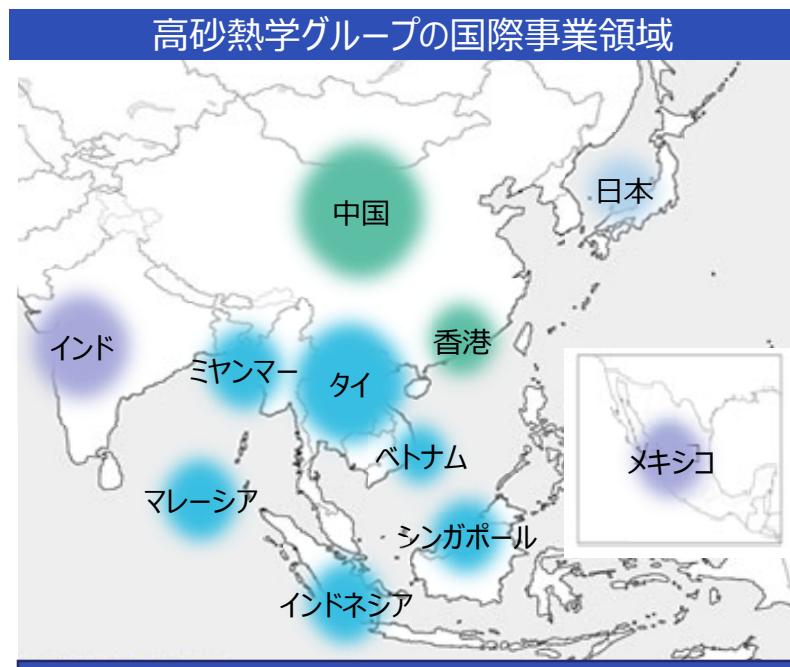 高砂熱学グループの国際事業領域
中国
日本
インド
ミャンマー
タイ
香港
ベトナム
メキシコ
マレーシア
シンガポール
インドネシア